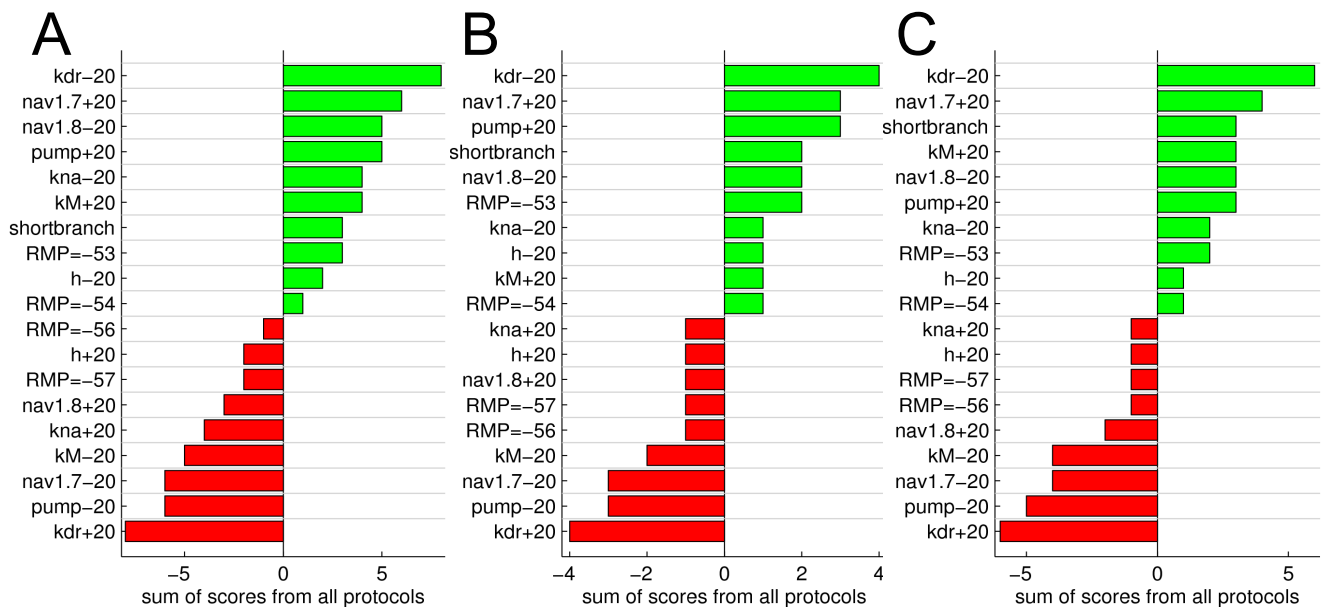 A
kdr−20
nav1.7+20
nav1.8−20
pump+20
kna−20
kM+20
shortbranch
RMP=−53
h−20
RMP=−54
RMP=−56
h+20
RMP=−57
nav1.8+20
kna+20
kM−20
nav1.7−20
pump−20
kdr+20
−5 0 5
sum of scores from all protocols
B
kdr−20
nav1.7+20
pump+20
shortbranch
nav1.8−20
RMP=−53
kna−20
h−20
kM+20
RMP=−54
kna+20
h+20
nav1.8+20
RMP=−57
RMP=−56
kM−20
nav1.7−20
pump−20
kdr+20
−4 −2 0 2 4
sum of scores from all protocols
C
kdr−20
nav1.7+20
shortbranch
kM+20
nav1.8−20
pump+20
kna−20
RMP=−53
h−20
RMP=−54
kna+20
h+20
RMP=−57
RMP=−56
nav1.8+20
kM−20
nav1.7−20
pump−20
kdr+20
−5 0 5
sum of scores from all protocols